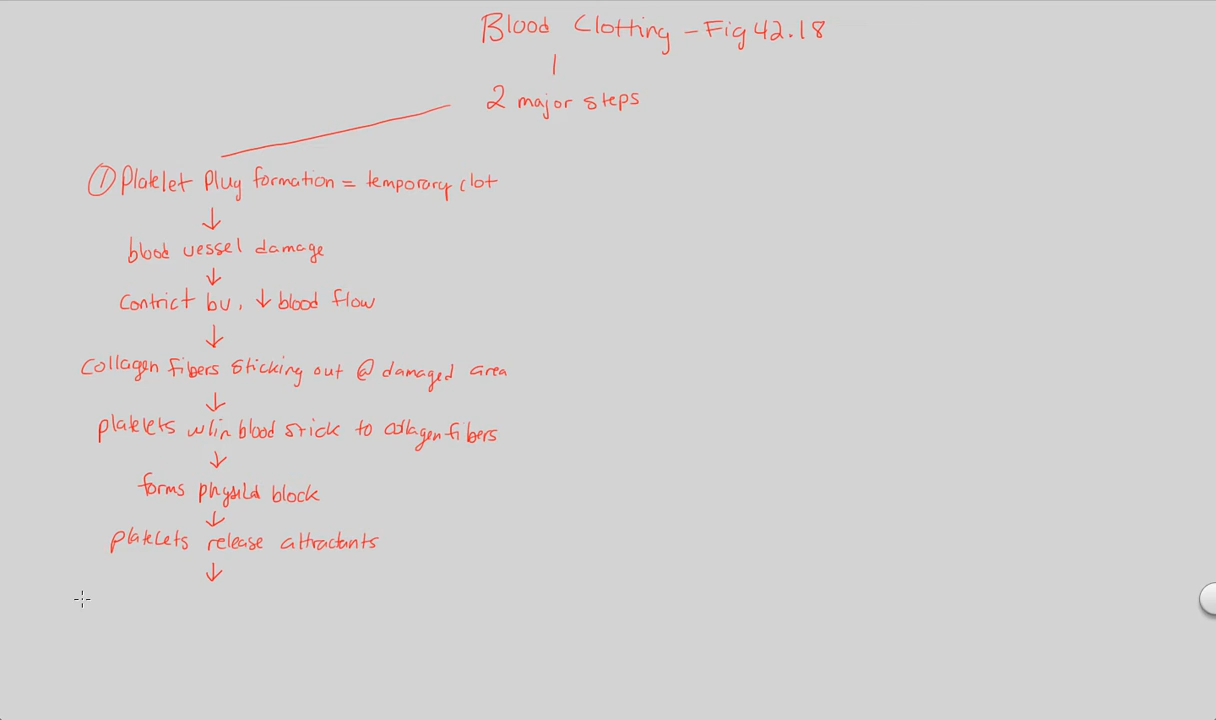 Blood Clotting - Fig 42.18
2 major steps
① Platelet Plug formation = temporary clot
↓
blood vessel damage
↓
Contrict bv, ↓ blood flow
↓
Collagen fibers sticking out @ damaged area
↓
platelets w/in blood stick to collagen fibers
↓
forms physical block
↓
platelets release attractants
↓